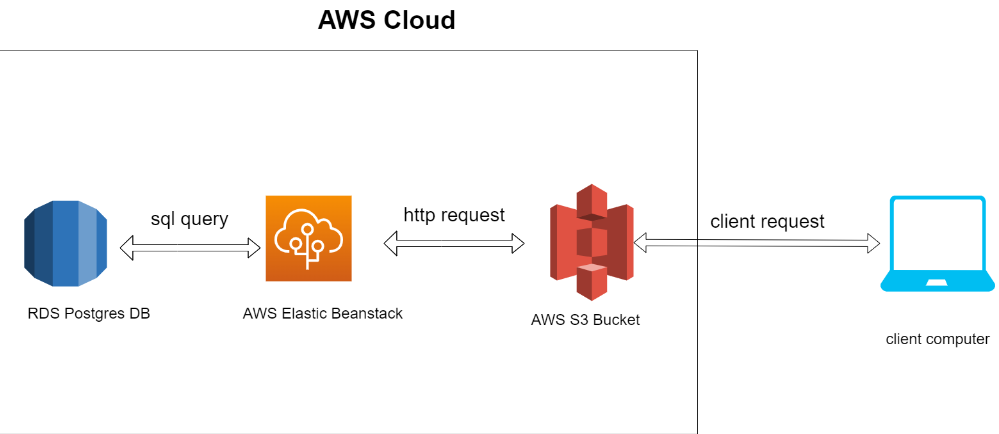 AWS Cloud
sql query
http request
client request
RDS Postgres DB
AWS Elastic Beanstack
AWS S3 Bucket
client computer